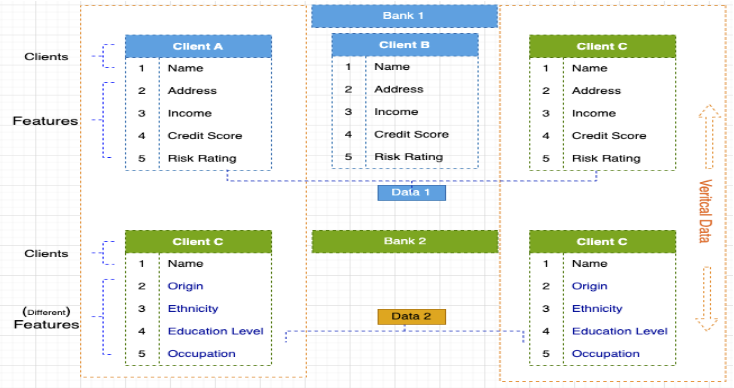 Bank 1
Clients
Client A
1 Name
Features
2 Address
3 Income
4 Credit Score
5 Risk Rating
Client B
1 Name
2 Address
3 Income
4 Credit Score
5 Risk Rating
Client C
1 Name
2 Address
3 Income
4 Credit Score
5 Risk Rating
Data 1
Veritcal Data
Bank 2
Clients
Client C
1 Name
(Different)
Features
2 Origin
3 Ethnicity
4 Education Level
5 Occupation
Client C
1 Name
2 Origin
3 Ethnicity
4 Education Level
5 Occupation
Data 2